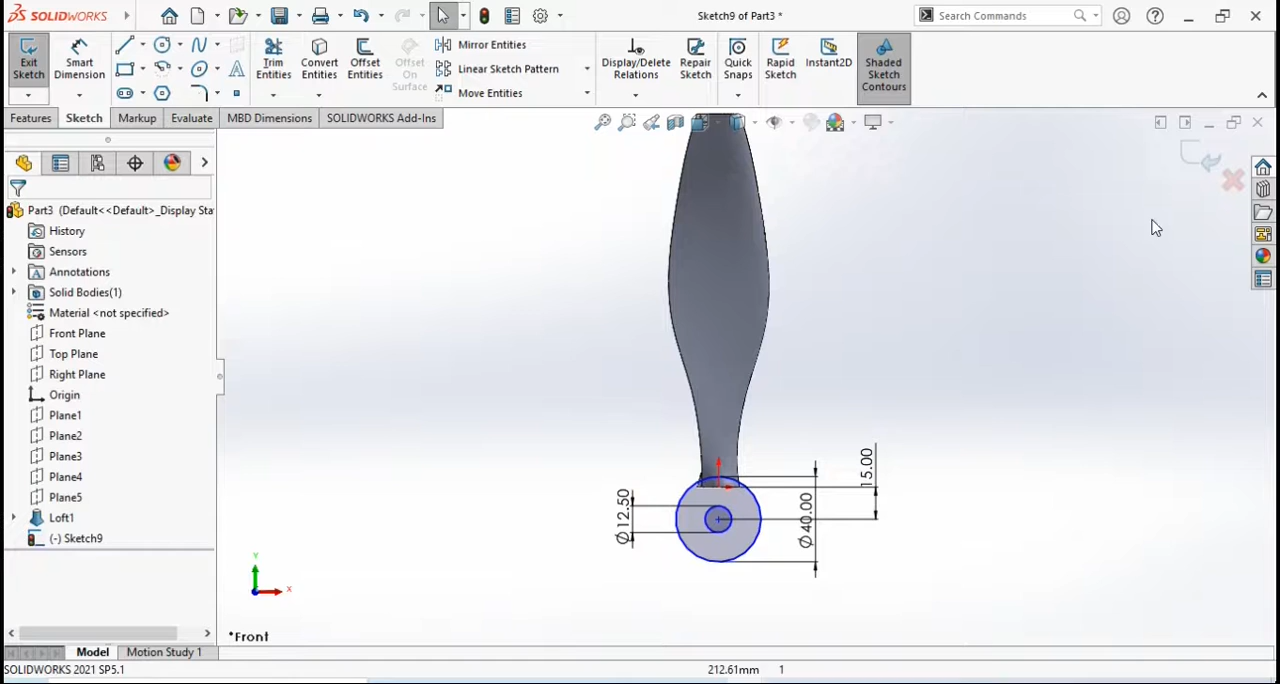 SOLIDWORKS
Sketch9 of Part3 *
Search Commands
Exit Sketch
Smart Dimension
Trim Entities
Convert Entities
Offset Entities
Offset On Surface
Mirror Entities
Linear Sketch Pattern
Move Entities
Display/Delete Relations
Repair Sketch
Quick Snaps
Rapid Sketch
Instant2D
Shaded Sketch Contours
Features
Sketch
Markup
Evaluate
MBD Dimensions
SOLIDWORKS Add-Ins
Part3 (Default<<Default>_Display Sta
History
Sensors
Annotations
Solid Bodies(1)
Material <not specified>
Front Plane
Top Plane
Right Plane
Origin
Plane1
Plane2
Plane3
Plane4
Plane5
Loft1
(-) Sketch9
15.00
Ø12.50
Ø40.00
Y
X
*Front
Model
Motion Study 1
SOLIDWORKS 2021 SP5.1
212.61mm 1